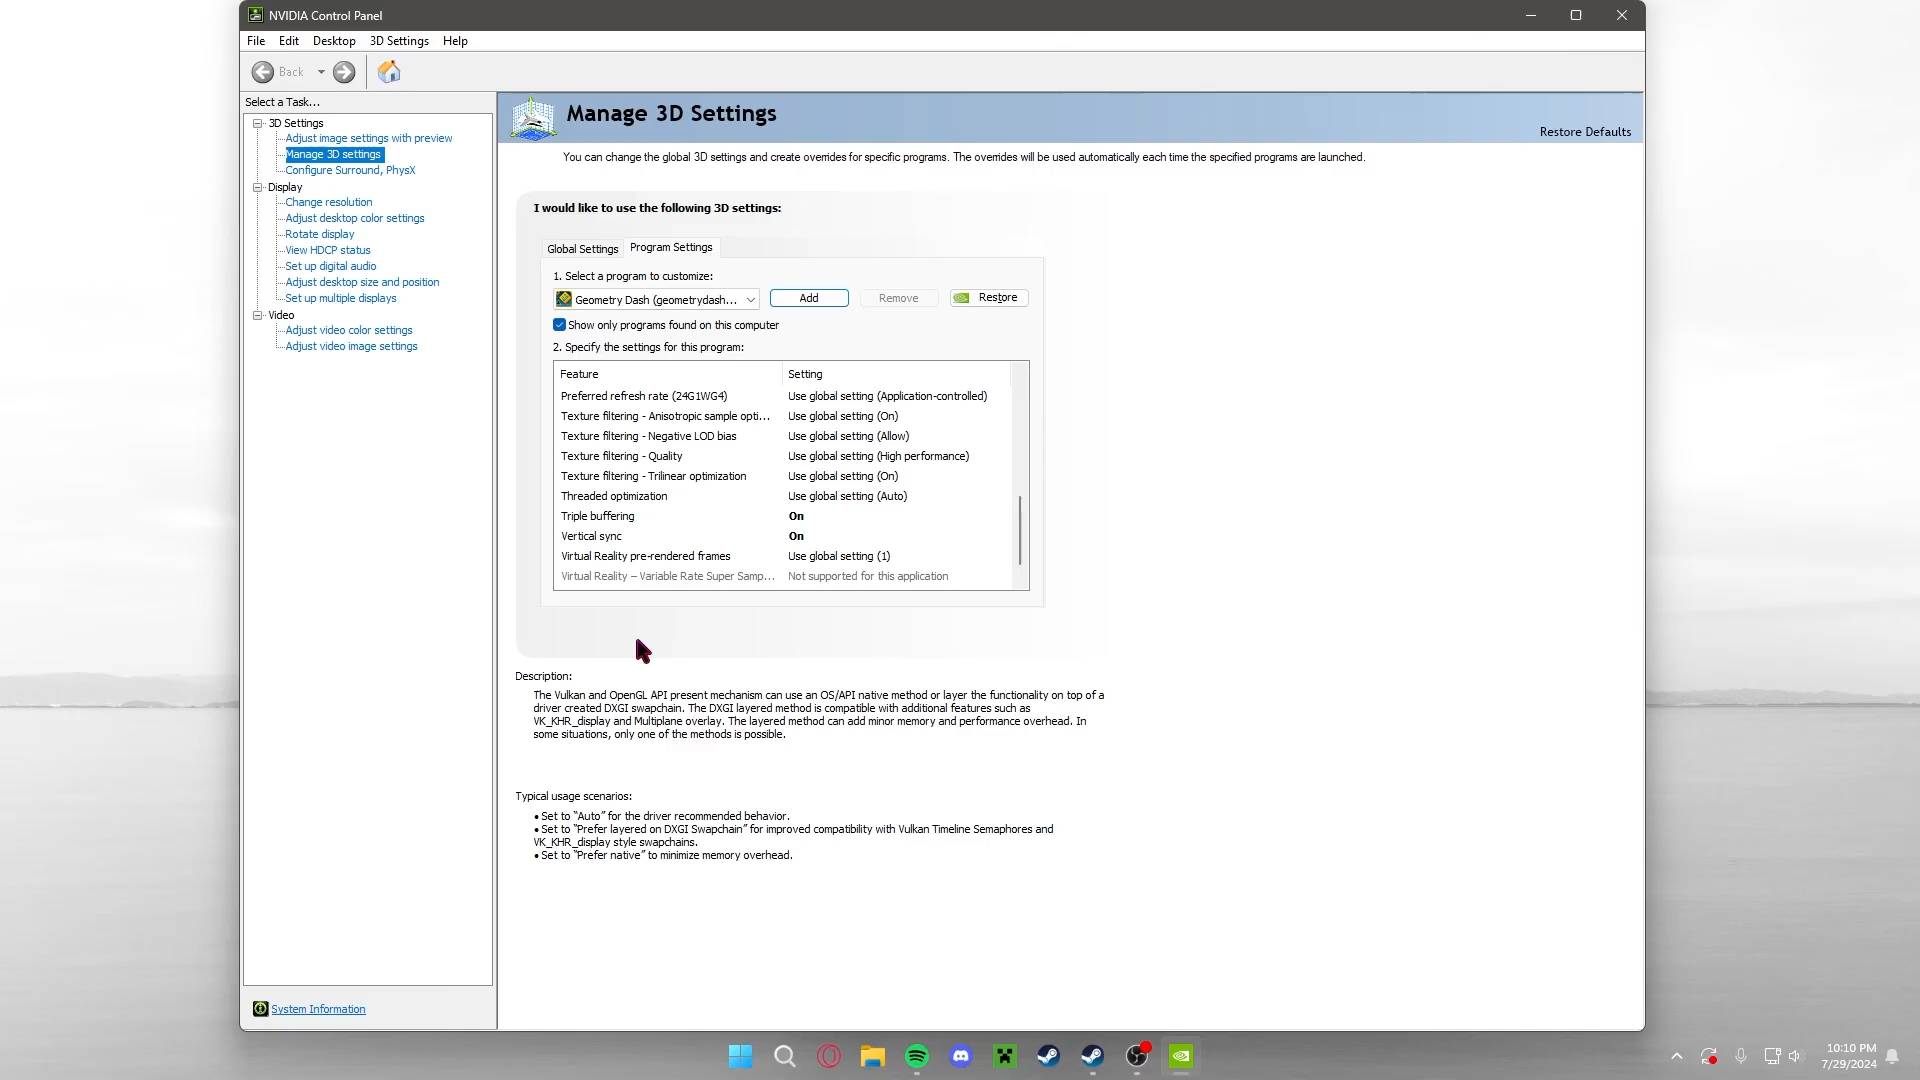 NVIDIA Control Panel
File Edit Desktop 3D Settings Help
Back
Select a Task...
3D Settings
Adjust image settings with preview
Manage 3D settings
Configure Surround, PhysX
Display
Change resolution
Adjust desktop color settings
Rotate display
View HDCP status
Set up digital audio
Adjust desktop size and position
Set up multiple displays
Video
Adjust video color settings
Adjust video image settings
System Information
Manage 3D Settings
Restore Defaults
You can change the global 3D settings and create overrides for specific programs. The overrides will be used automatically each time the specified programs are launched.
I would like to use the following 3D settings:
Global Settings Program Settings
1. Select a program to customize:
Geometry Dash (geometrydash... Add Remove Restore
Show only programs found on this computer
2. Specify the settings for this program:
Feature Setting
Preferred refresh rate (24G1WG4) Use global setting (Application-controlled)
Texture filtering - Anisotropic sample opti... Use global setting (On)
Texture filtering - Negative LOD bias Use global setting (Allow)
Texture filtering - Quality Use global setting (High performance)
Texture filtering - Trilinear optimization Use global setting (On)
Threaded optimization Use global setting (Auto)
Triple buffering On
Vertical sync On
Virtual Reality pre-rendered frames Use global setting (1)
Virtual Reality – Variable Rate Super Samp... Not supported for this application
Description:
The Vulkan and OpenGL API present mechanism can use an OS/API native method or layer the functionality on top of a
driver created DXGI swapchain. The DXGI layered method is compatible with additional features such as
VK_KHR_display and Multiplane overlay. The layered method can add minor memory and performance overhead. In
some situations, only one of the methods is possible.
Typical usage scenarios:
• Set to "Auto" for the driver recommended behavior.
• Set to "Prefer layered on DXGI Swapchain" for improved compatibility with Vulkan Timeline Semaphores and
VK_KHR_display style swapchains.
• Set to "Prefer native" to minimize memory overhead.
10:10 PM
7/29/2024